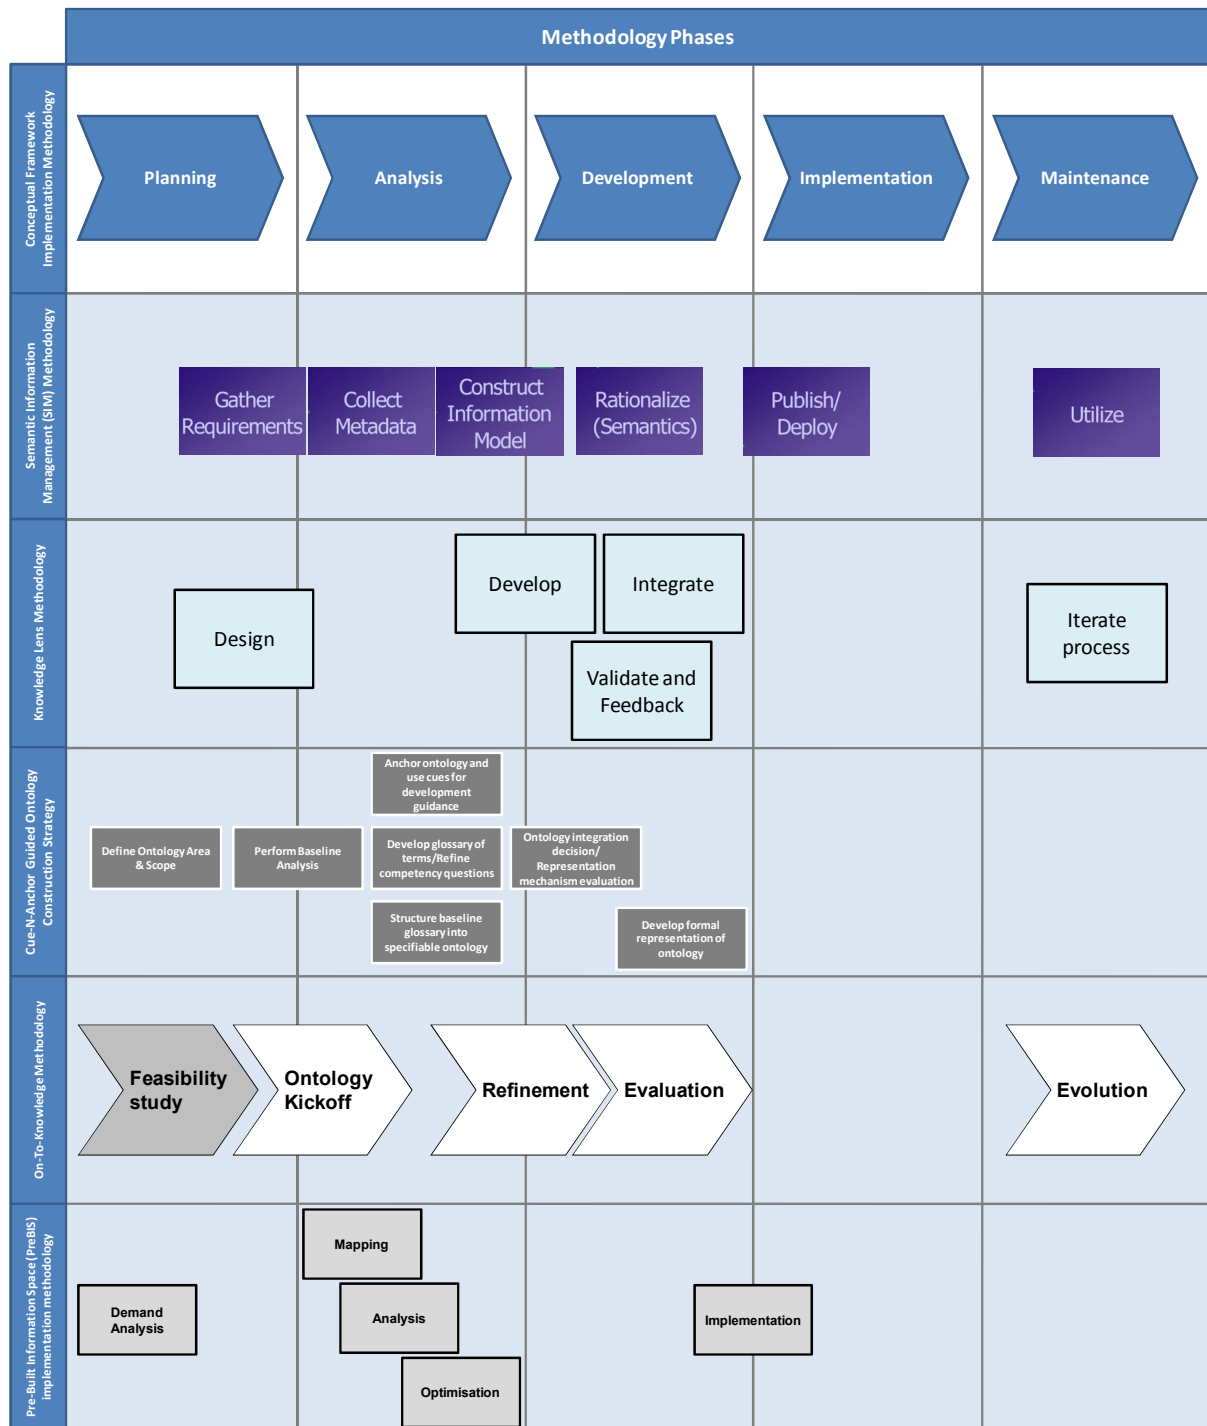 Methodology Phases
Conceptual Framework
Implementation Methodology
Planning
Analysis
Development
Implementation
Maintenance
Semantic Information
Management (SIM) Methodology
Gather
Requirements
Collect
Metadata
Construct
Information
Model
Rationalize
(Semantics)
Publish/
Deploy
Utilize
Knowledge Lens Methodology
Design
Develop
Integrate
Validate and
Feedback
Iterate
process
Cue-N-Anchor Guided Ontology
Construction Strategy
Define Ontology Area
& Scope
Perform Baseline
Analysis
Anchor ontology and
use cues for
development
guidance
Develop glossary of
terms/Refine
competency questions
Structure baseline
glossary into
specifiable ontology
Ontology integration
decision/
Representation
mechanism evaluation
Develop formal
representation of
ontology
On-To-Knowledge Methodology
Feasibility
study
Ontology
Kickoff
Refinement
Evaluation
Evolution
Pre-Built Information Space (PreBIS)
implementation methodology
Demand
Analysis
Mapping
Analysis
Optimisation
Implementation